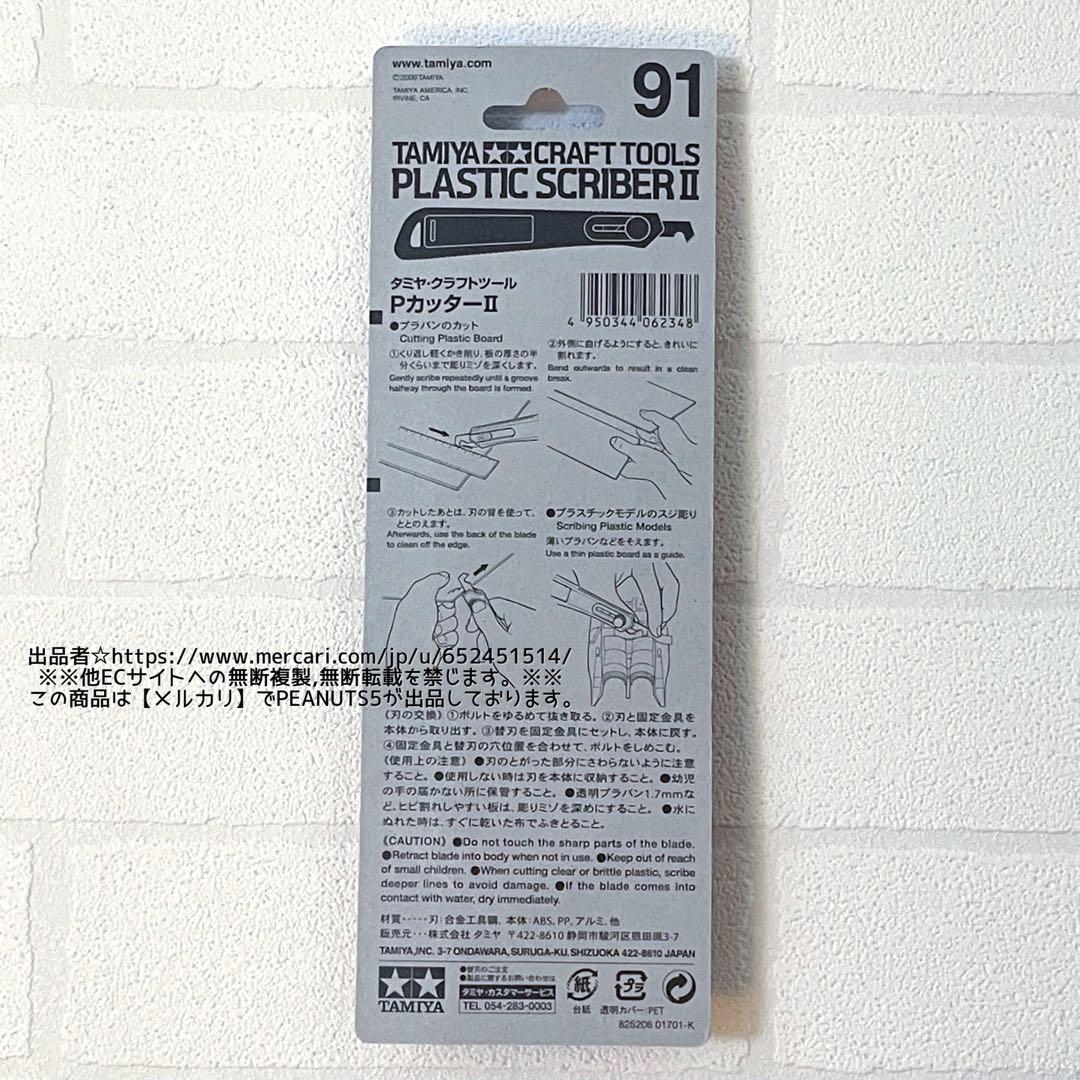 www.tamiya.com
©2006 TAMIYA
TAMIYA AMERICA, INC.
IRVINE, CA
91
TAMIYA CRAFT TOOLS
PLASTIC SCRIBER II
タミヤ・クラフトツール
PカッターII
4 950344 062348
●プラバンのカット
Cutting Plastic Board
①くり返し軽くかき削り、板の厚さの半
分くらいまで彫りミゾを深くします。
Gently scribe repeatedly until a groove
halfway through the board is formed.
②外側に曲げるようにすると、きれいに
割れます。
Bend outwards to result in a clean
break.
③カットしたあとは、刃の背を使って、
ととのえます。
Afterwards, use the back of the blade
to clean off the edge.
●プラスチックモデルのスジ彫り
Scribing Plastic Models
薄いプラバンなどをそえます。
Use a thin plastic board as a guide.
出品者☆https://www.mercari.com/jp/u/652451514/
※※他ECサイトへの無断複製,無断転載を禁じます。※※
この商品は【メルカリ】でPEANUTS5が出品しております。
《刃の交換》①ボルトをゆるめて抜き取る。②刃と固定金具を
本体から取り出す。③替刃を固定金具にセットし、本体に戻す。
④固定金具と替刃の穴位置を合わせて、ボルトをしめこむ。
《使用上の注意》●刃のとがった部分にさわらないように注意
すること。●使用しない時は刃を本体に収納すること。●幼児
の手の届かない所に保管すること。●透明プラバン1.7mmな
ど、ヒビ割れしやすい板は、彫りミゾを深めにすること。●水に
ぬれた時は、すぐに乾いた布でふきとること。
《CAUTION》●Do not touch the sharp parts of the blade.
●Retract blade into body when not in use. ●Keep out of reach
of small children. ●When cutting clear or brittle plastic, scribe
deeper lines to avoid damage. ●If the blade comes into
contact with water, dry immediately.
材質‥‥‥刃:合金工具鋼、本体:ABS、PP、アルミ、他
販売元‥‥株式会社 タミヤ 〒422-8610 静岡市駿河区恩田原3-7
TAMIYA,INC. 3-7 ONDAWARA, SURUGA-KU, SHIZUOKA 422-8610 JAPAN
TAMIYA
●替刃のご注文
●製品に関するお問い合わせは
タミヤ・カスタマーサービス
TEL 054-283-0003
紙
台紙
プラ
透明カバー:PET
825206 01701-K